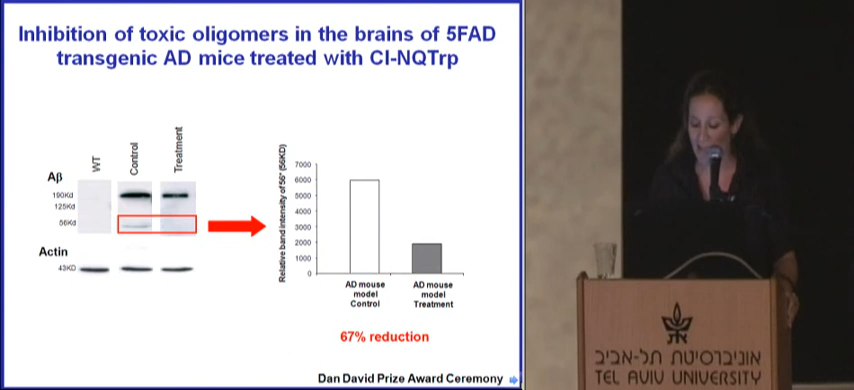 Inhibition of toxic oligomers in the brains of 5FAD
transgenic AD mice treated with Cl-NQTrp
WT
Control
Treatment
Aβ
190Kd
125Kd
56Kd
Actin
43KD
Relative band intensity of 56* (56KD)
7000
6000
5000
4000
3000
2000
1000
0
AD mouse
model
Control
AD mouse
model
Treatment
67% reduction
Dan David Prize Award Ceremony
אוניברסיטת תל-אביב
TEL AVIV UNIVERSITY